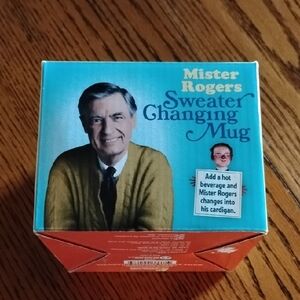 Mister
Rogers
Sweater
Changing
Mug
Add a hot
beverage and
Mister Rogers
changes into
his cardigan.